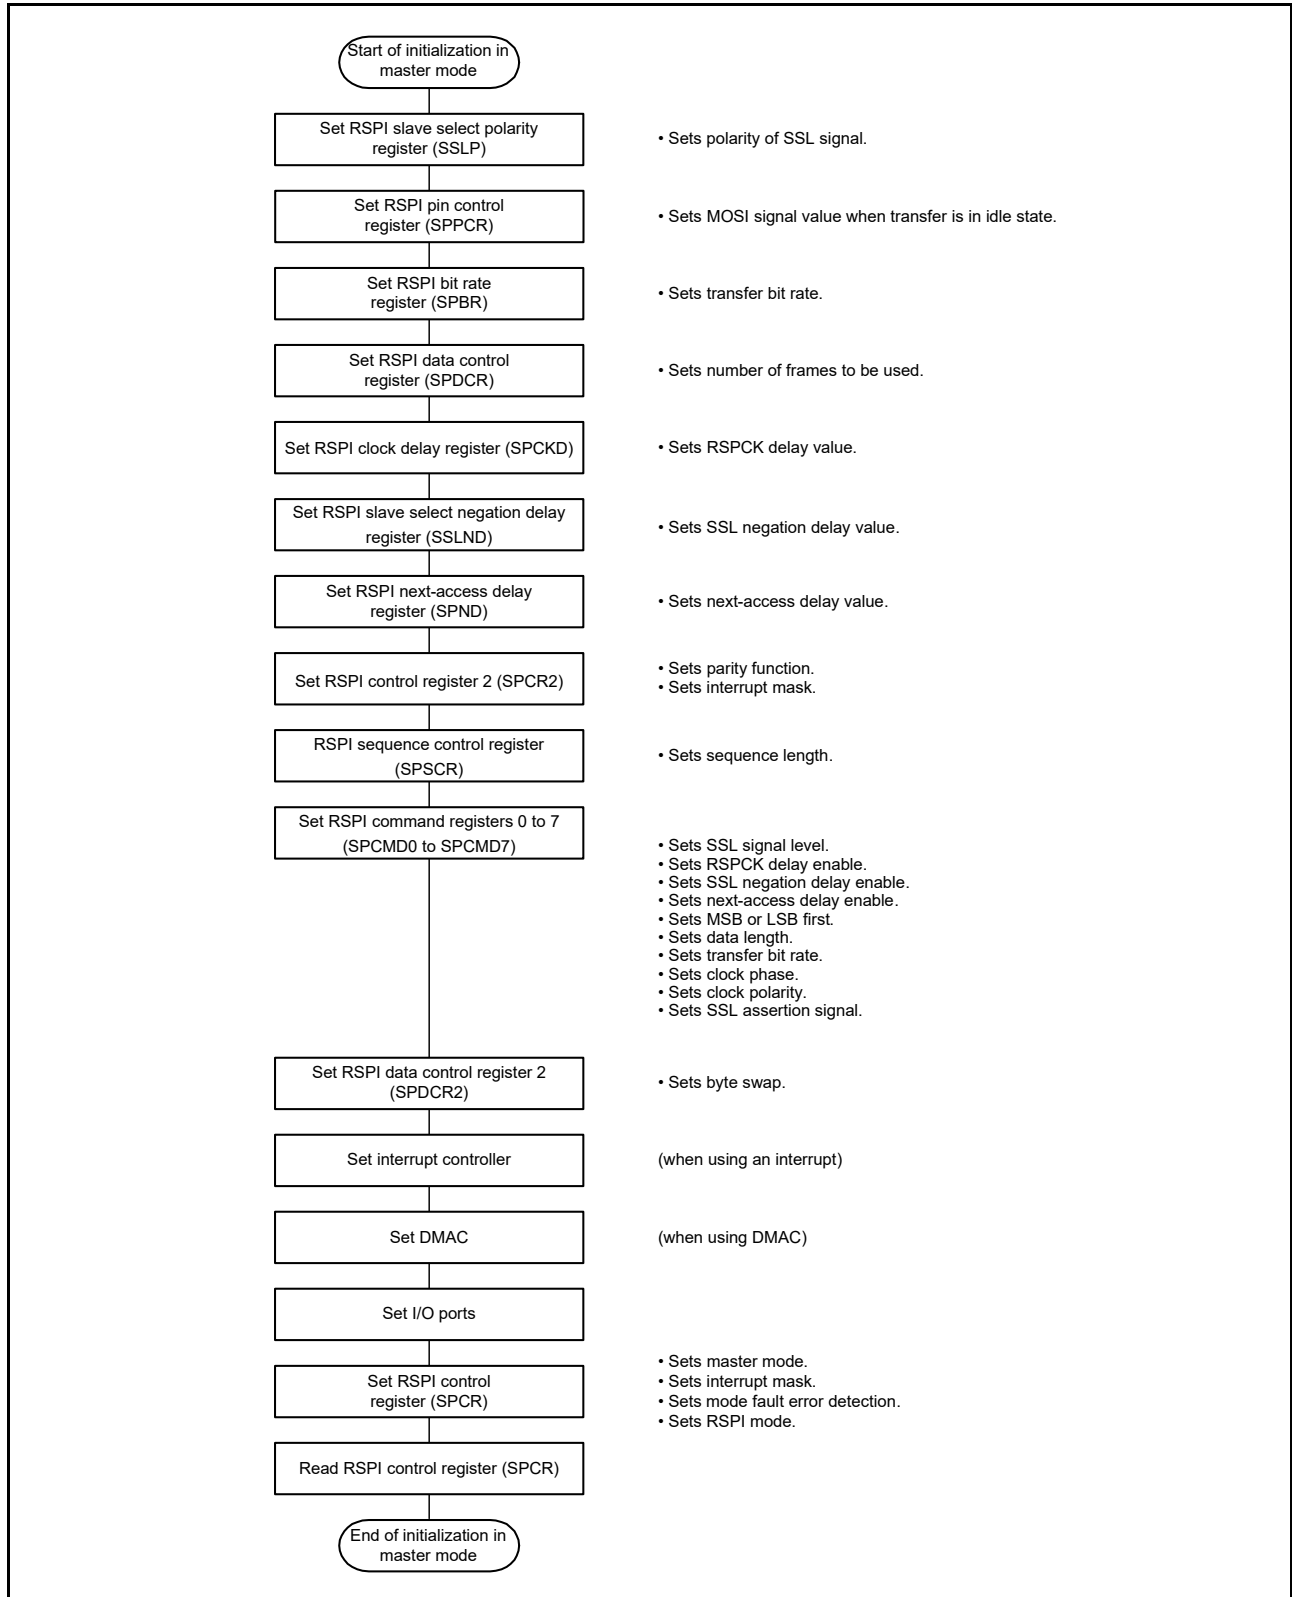 Start of initialization in
master mode
Set RSPI slave select polarity
register (SSLP)
• Sets polarity of SSL signal.
Set RSPI pin control
register (SPPCR)
• Sets MOSI signal value when transfer is in idle state.
Set RSPI bit rate
register (SPBR)
• Sets transfer bit rate.
Set RSPI data control
register (SPDCR)
• Sets number of frames to be used.
Set RSPI clock delay register (SPCKD)
• Sets RSPCK delay value.
Set RSPI slave select negation delay
register (SSLND)
• Sets SSL negation delay value.
Set RSPI next-access delay
register (SPND)
• Sets next-access delay value.
Set RSPI control register 2 (SPCR2)
• Sets parity function.
• Sets interrupt mask.
RSPI sequence control register
(SPSCR)
• Sets sequence length.
Set RSPI command registers 0 to 7
(SPCMD0 to SPCMD7)
• Sets SSL signal level.
• Sets RSPCK delay enable.
• Sets SSL negation delay enable.
• Sets next-access delay enable.
• Sets MSB or LSB first.
• Sets data length.
• Sets transfer bit rate.
• Sets clock phase.
• Sets clock polarity.
• Sets SSL assertion signal.
Set RSPI data control register 2
(SPDCR2)
• Sets byte swap.
Set interrupt controller
(when using an interrupt)
Set DMAC
(when using DMAC)
Set I/O ports
Set RSPI control
register (SPCR)
• Sets master mode.
• Sets interrupt mask.
• Sets mode fault error detection.
• Sets RSPI mode.
Read RSPI control register (SPCR)
End of initialization in
master mode